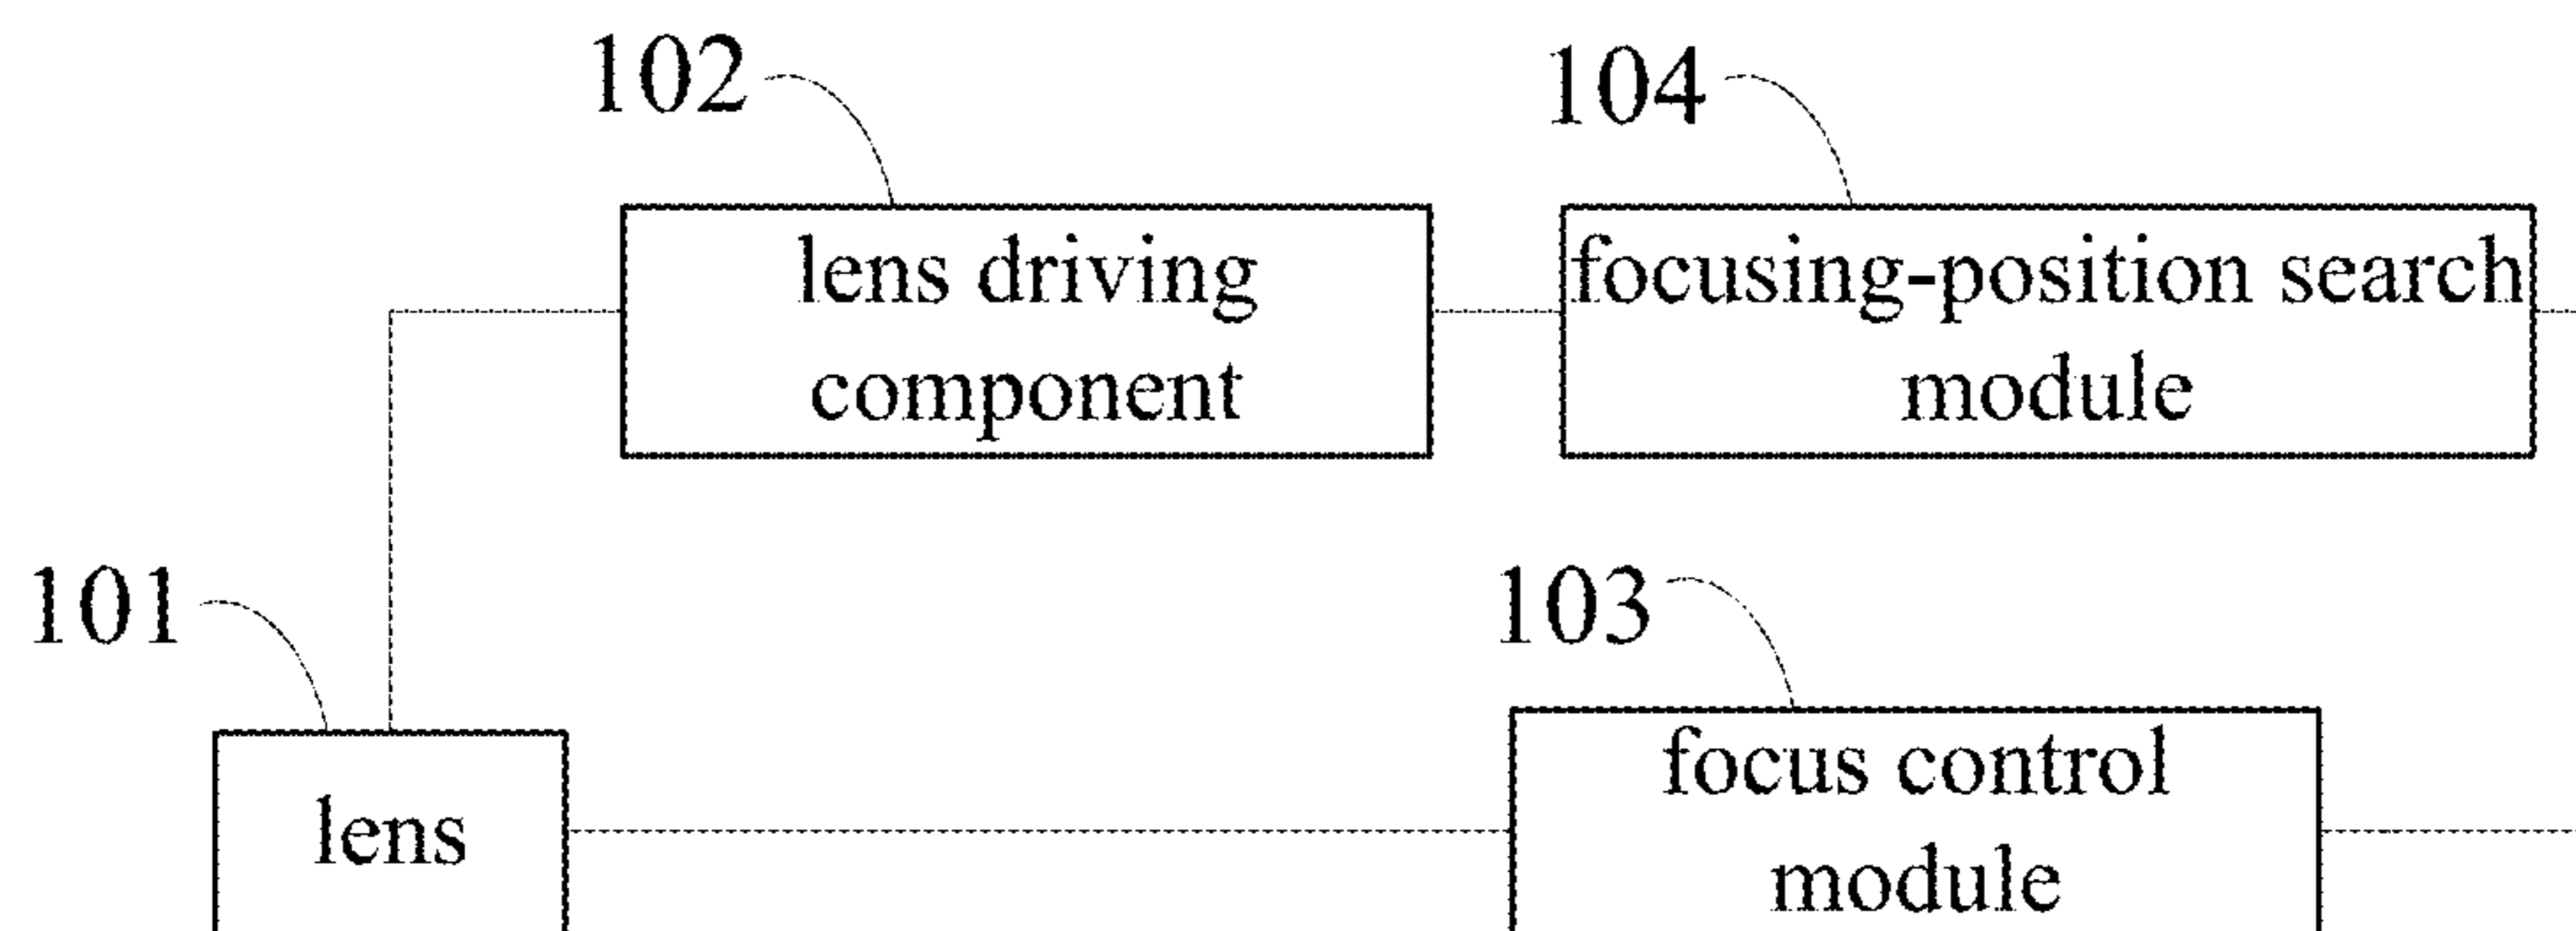 102
104
lens driving
component
focusing-position search
module
101
103
lens
focus control
module